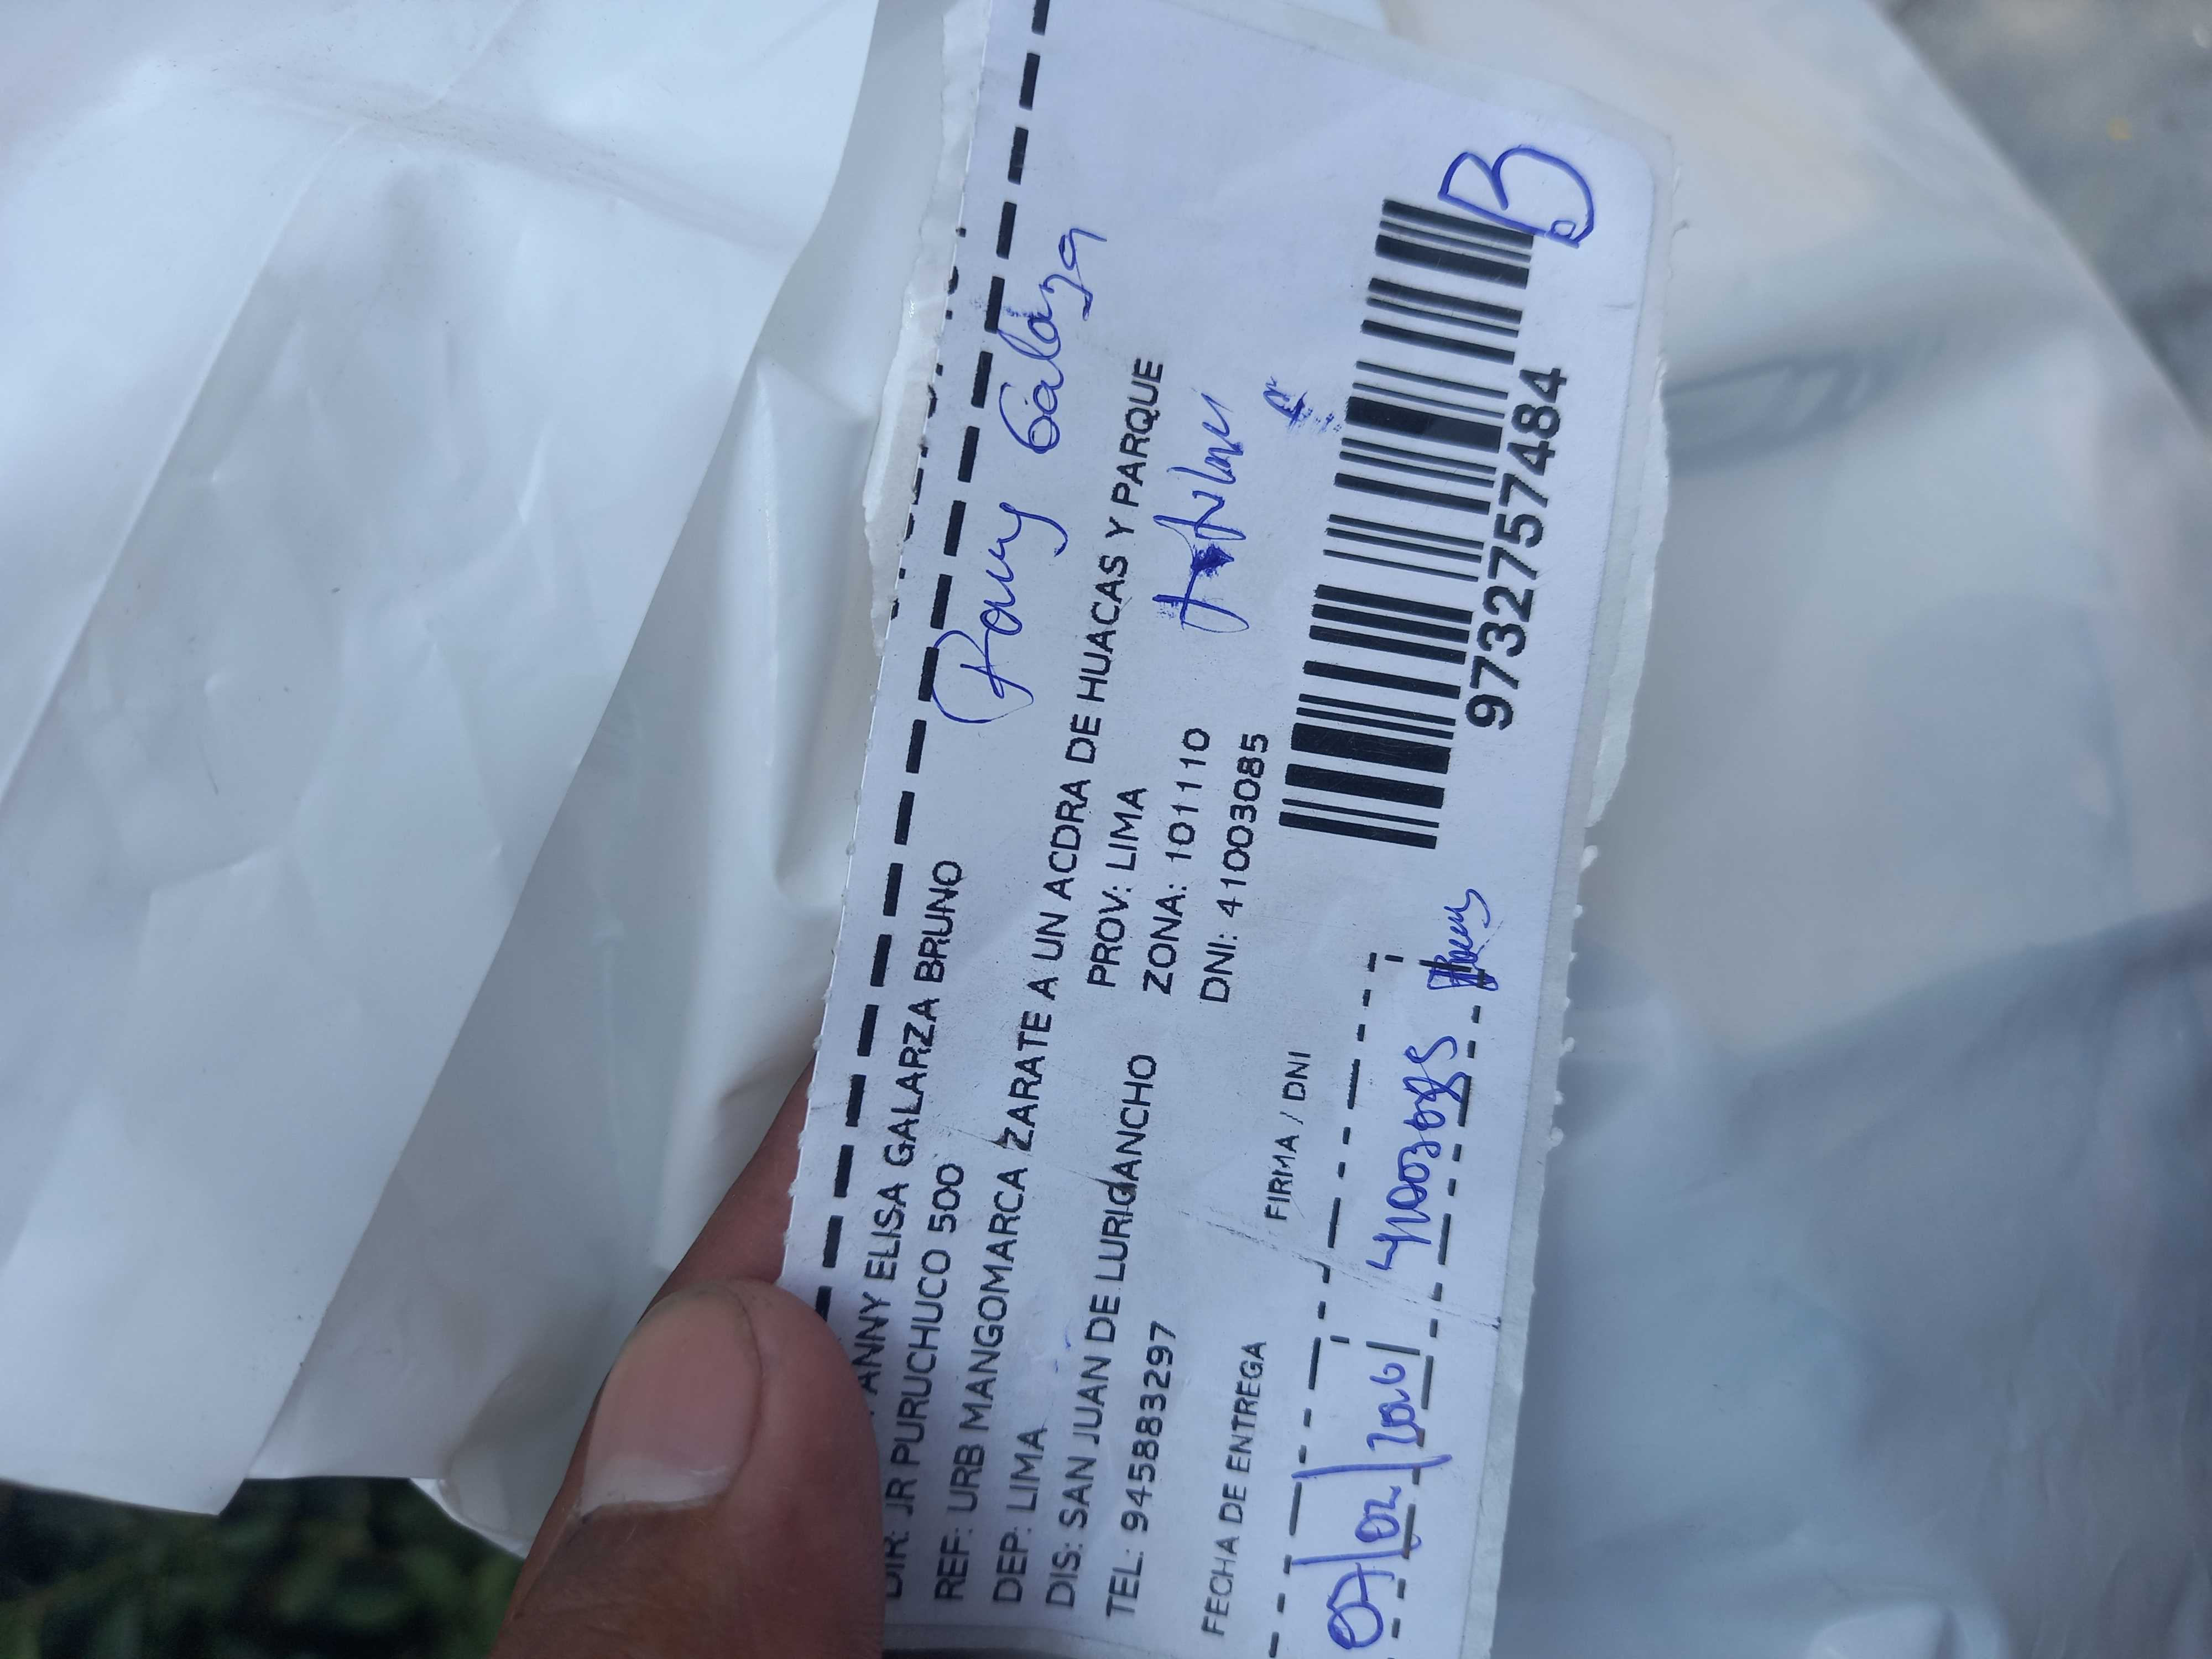 ANNY ELISA GALARZA BRUNO
DIR: JR PURUCHUCO 500
REF: URB MANGOMARCA ZARATE A UN ACDRA DE HUACAS Y PARQUE
DEP: LIMA PROV: LIMA
DIS: SAN JUAN DE LURIGANCHO ZONA: 101110
TEL: 945883297 DNI: 41003085
FECHA DE ENTREGA FIRMA / DNI
41003085
9732757484
B